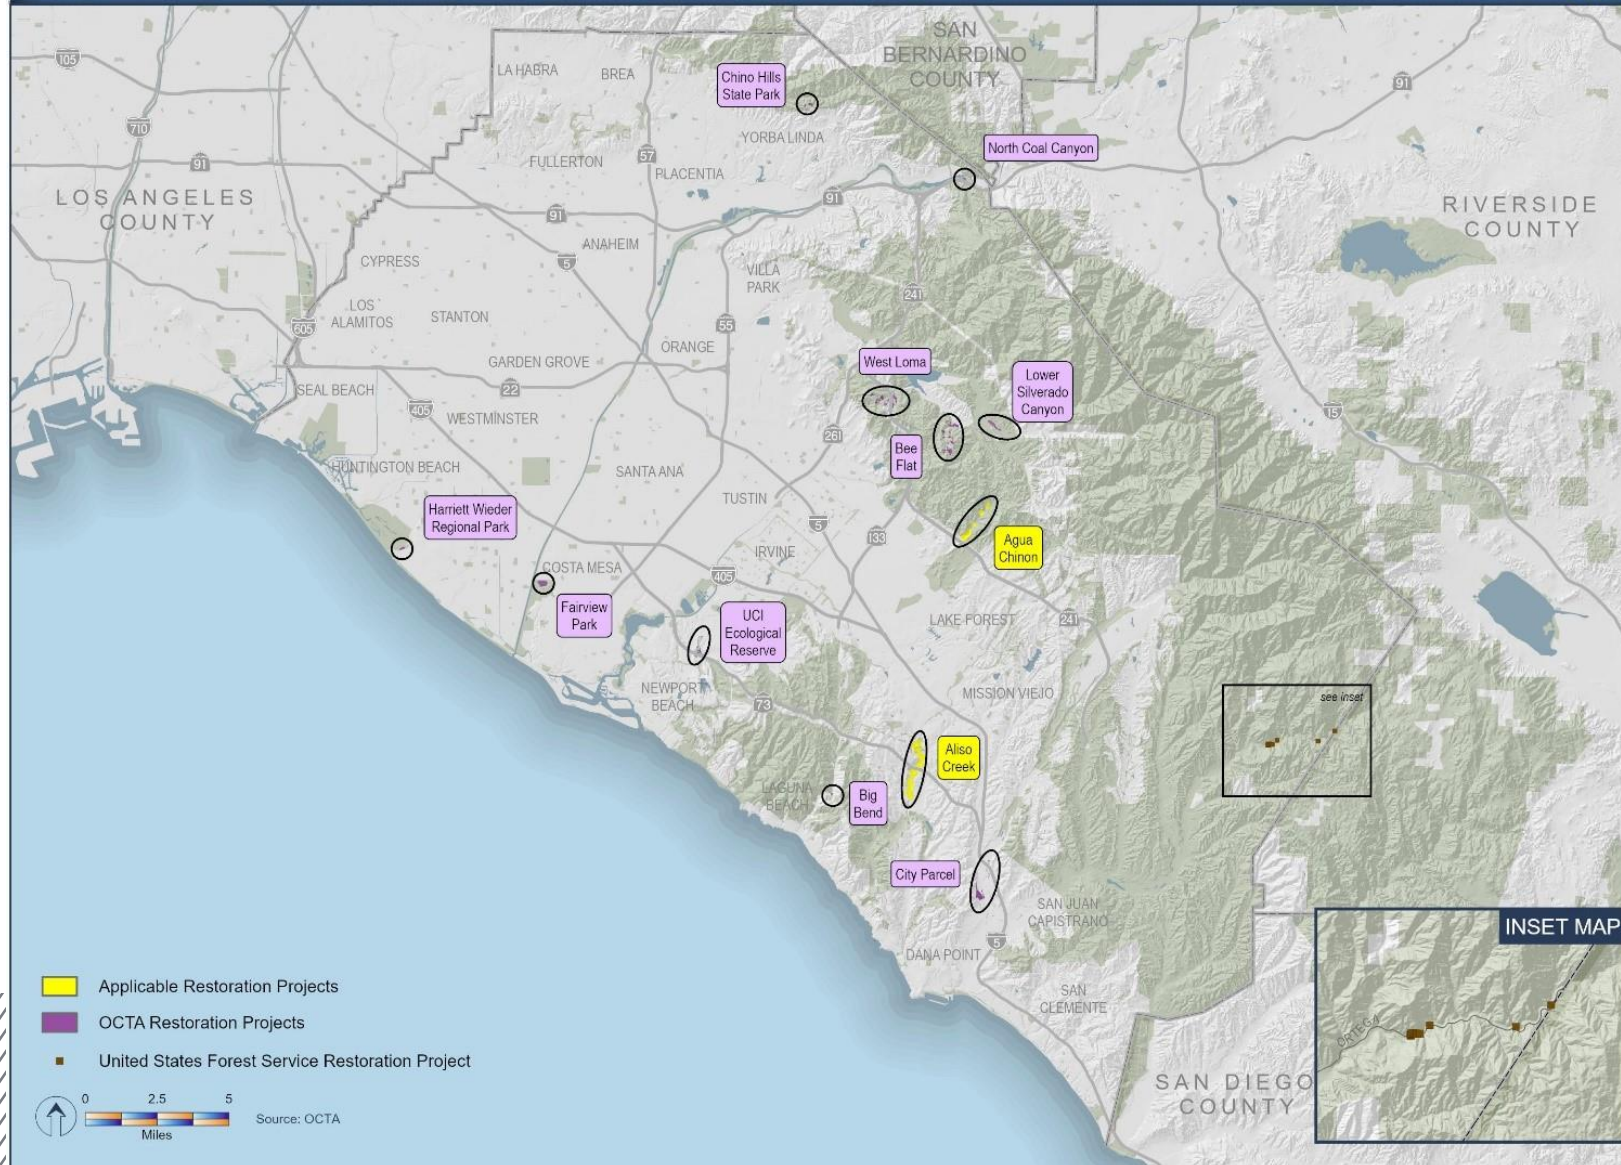 SAN
BERNARDINO
COUNTY
105
LA HABRA
BREA
Chino Hills
State Park
91
710
YORBA LINDA
North Coal Canyon
FULLERTON
57
91
PLACENTIA
LOS ANGELES
COUNTY
91
91
RIVERSIDE
COUNTY
ANAHEIM
5
CYPRESS
VILLA
PARK
241
LOS
ALAMITOS
STANTON
605
55
ORANGE
West Loma
GARDEN GROVE
Lower
Silverado
Canyon
22
SEAL BEACH
405
WESTMINSTER
15
261
Bee
Flat
HUNTINGTON BEACH
SANTA ANA
TUSTIN
Harriett Wieder
Regional Park
5
133
Agua
Chinon
IRVINE
COSTA MESA
405
Fairview
Park
UCI
Ecological
Reserve
LAKE FOREST
241
NEWPORT
BEACH
MISSION VIEJO
see inset
73
Aliso
Creek
LAGUNA
BEACH
Big
Bend
City Parcel
SAN JUAN
CAPISTRANO
INSET MAP
5
DANA POINT
SAN
CLEMENTE
ORTEGA
SAN DIEGO
COUNTY
Applicable Restoration Projects
OCTA Restoration Projects
United States Forest Service Restoration Project
0 2.5 5
Miles
Source: OCTA